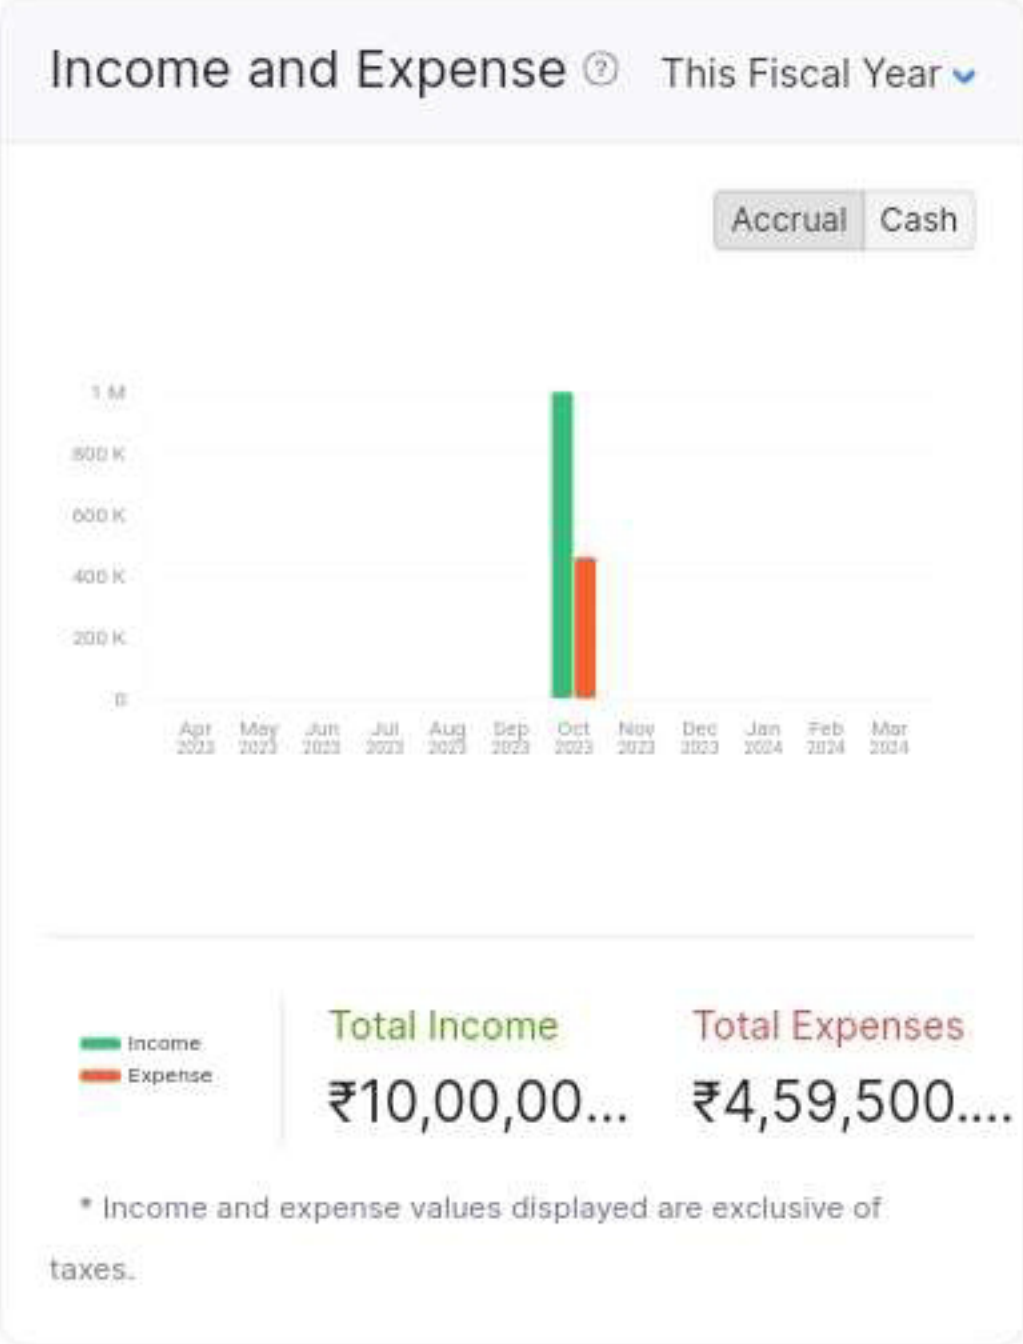 Income and Expense ? This Fiscal Year
Accrual Cash
1 M
800 K
600 K
400 K
200 K
0
Apr May Jun Jul Aug Sep Oct Nov Dec Jan Feb Mar
2023 2023 2023 2023 2023 2023 2023 2023 2023 2024 2024 2024
Total Income Total Expenses
Income
Expense
₹10,00,00... ₹4,59,500....
* Income and expense values displayed are exclusive of
taxes.